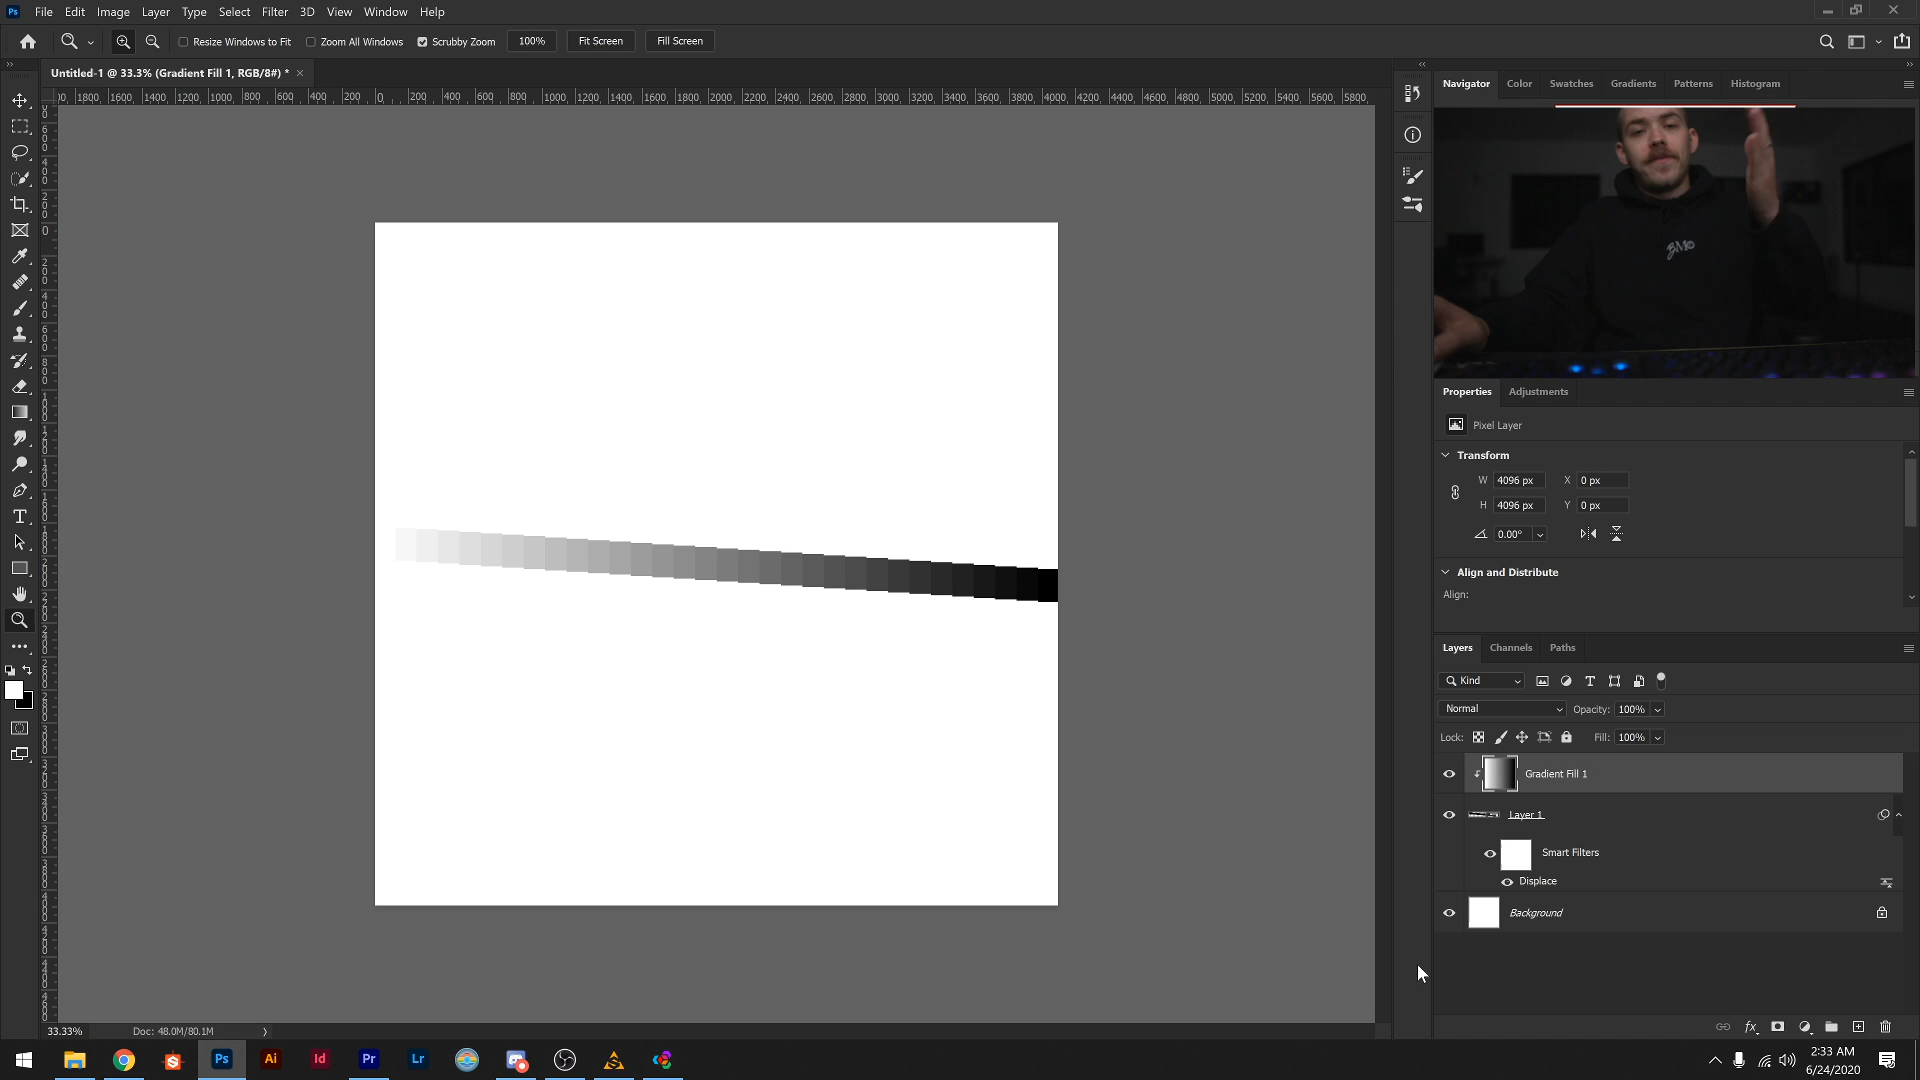 Ps File Edit Image Layer Type Select Filter 3D View Window Help
Resize Windows to Fit Zoom All Windows Scrubby Zoom 100% Fit Screen Fill Screen
Untitled-1 @ 33.3% (Gradient Fill 1, RGB/8#) * ×
1800 1600 1400 1200 1000 800 600 400 200 0 200 400 600 800 1000 1200 1400 1600 1800 2000 2200 2400 2600 2800 3000 3200 3400 3600 3800 4000 4200 4400 4600 4800 5000 5200 5400 5600 5800
Navigator Color Swatches Gradients Patterns Histogram
BMO
Properties Adjustments
Pixel Layer
Transform
W 4096 px X 0 px
H 4096 px Y 0 px
0.00°
Align and Distribute
Align:
Layers Channels Paths
Kind
Normal Opacity: 100%
Lock: Fill: 100%
Gradient Fill 1
Layer 1
Smart Filters
Displace
Background
33.33% Doc: 48.0M/80.1M
Ps Ai Id Pr Lr
2:33 AM
6/24/2020